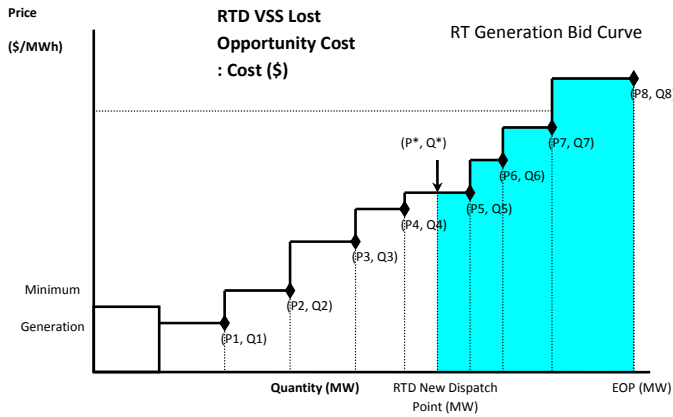 Price
($/MWh)
RTD VSS Lost
Opportunity Cost
: Cost ($)
RT Generation Bid Curve
(P8, Q8)
(P*, Q*)
(P7, Q7)
(P6, Q6)
(P5, Q5)
(P4, Q4)
(P3, Q3)
(P2, Q2)
(P1, Q1)
Minimum
Generation
Quantity (MW)
RTD New Dispatch
Point (MW)
EOP (MW)